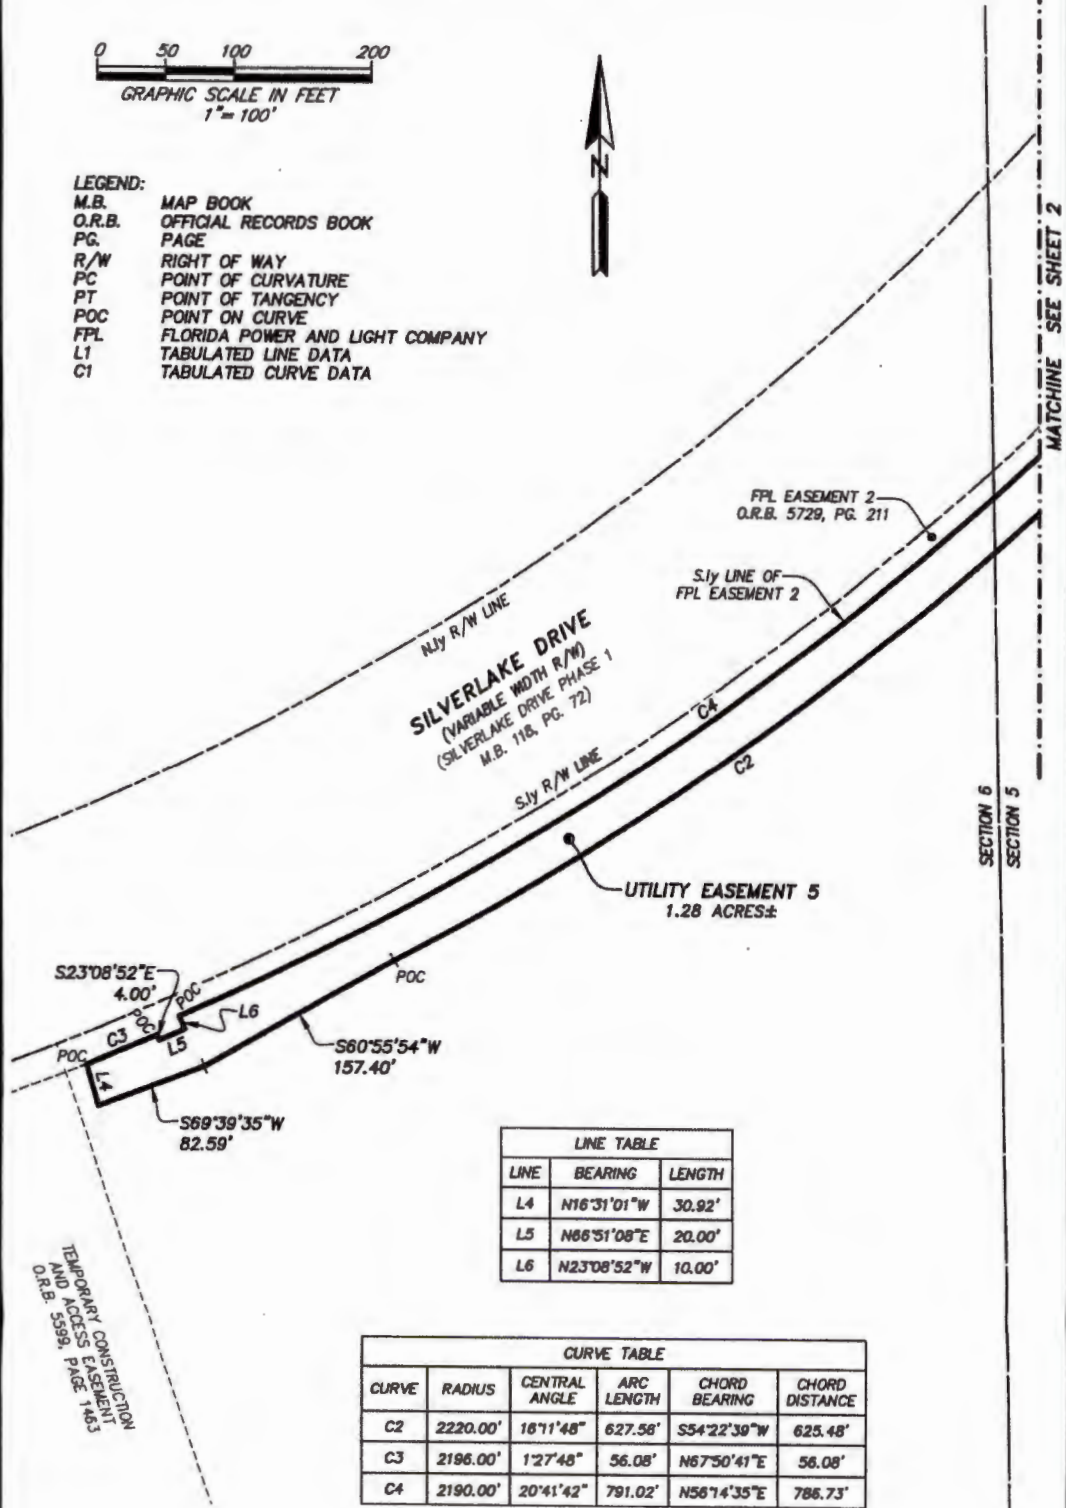 0 50 100 200
GRAPHIC SCALE IN FEET
1"= 100'
N
LEGEND:
M.B. MAP BOOK
O.R.B. OFFICIAL RECORDS BOOK
PG. PAGE
R/W RIGHT OF WAY
PC POINT OF CURVATURE
PT POINT OF TANGENCY
POC POINT ON CURVE
FPL FLORIDA POWER AND LIGHT COMPANY
L1 TABULATED LINE DATA
C1 TABULATED CURVE DATA
MATCHINE SEE SHEET 2
FPL EASEMENT 2
O.R.B. 5729, PG. 211
S.ly LINE OF
FPL EASEMENT 2
N.ly R/W LINE
SILVERLAKE DRIVE
(VARIABLE WIDTH R/W)
(SILVERLAKE DRIVE PHASE 1
M.B. 118, PG. 72)
C4
S.ly R/W LINE
C2
SECTION 6
SECTION 5
UTILITY EASEMENT 5
1.28 ACRES±
POC
S23°08'52"E
4.00'
POC
POC
L6
C3
L5
POC
L4
S60°55'54"W
157.40'
S69°39'35"W
82.59'
TEMPORARY CONSTRUCTION
AND ACCESS EASEMENT
O.R.B. 5599, PAGE 1463
LINE TABLE
LINE BEARING LENGTH
L4 N16°31'01"W 30.92'
L5 N66°51'08"E 20.00'
L6 N23°08'52"W 10.00'
CURVE TABLE
CURVE RADIUS CENTRAL ANGLE ARC LENGTH CHORD BEARING CHORD DISTANCE
C2 2220.00' 16°11'48" 627.56' S54°22'39"W 625.48'
C3 2196.00' 1°27'48" 56.08' N67°50'41"E 56.08'
C4 2190.00' 20°41'42" 791.02' N56°14'35"E 786.73'